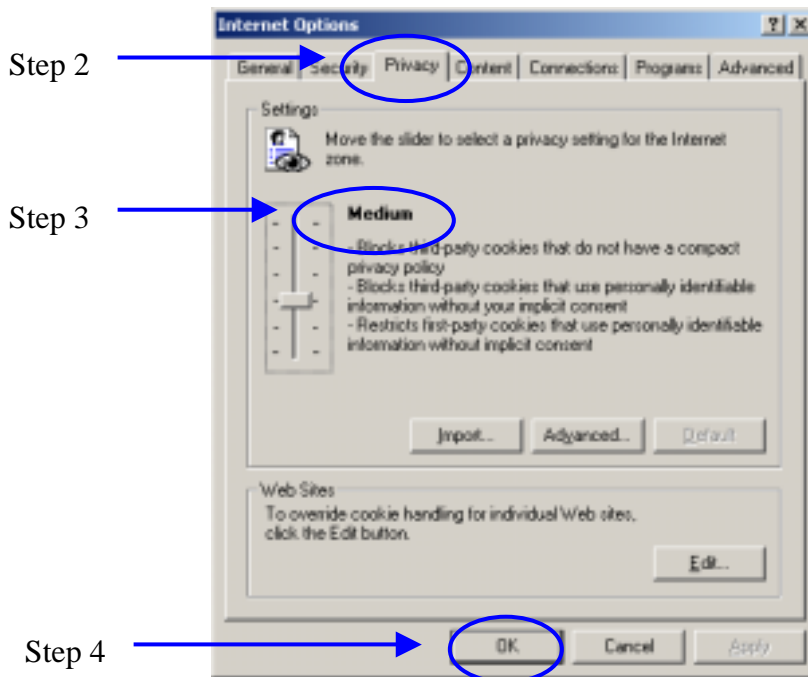 Internet Options
Step 2
General Security Privacy Content Connections Programs Advanced
Settings
Move the slider to select a privacy setting for the Internet
zone.
Step 3
Medium
- Blocks third-party cookies that do not have a compact
privacy policy
- Blocks third-party cookies that use personally identifiable
information without your implicit consent
- Restricts first-party cookies that use personally identifiable
information without implicit consent
Import... Advanced... Default
Web Sites
To override cookie handling for individual Web sites,
click the Edit button.
Edit...
Step 4
OK Cancel Apply